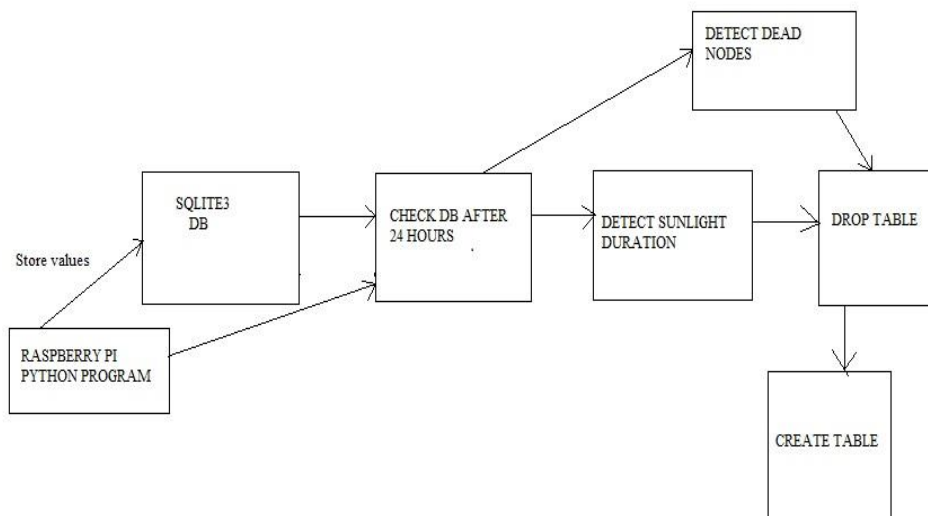 DETECT DEAD
NODES
SQLITE3
DB
CHECK DB AFTER
24 HOURS
DETECT SUNLIGHT
DURATION
DROP TABLE
Store values
RASPBERRY PI
PYTHON PROGRAM
CREATE TABLE